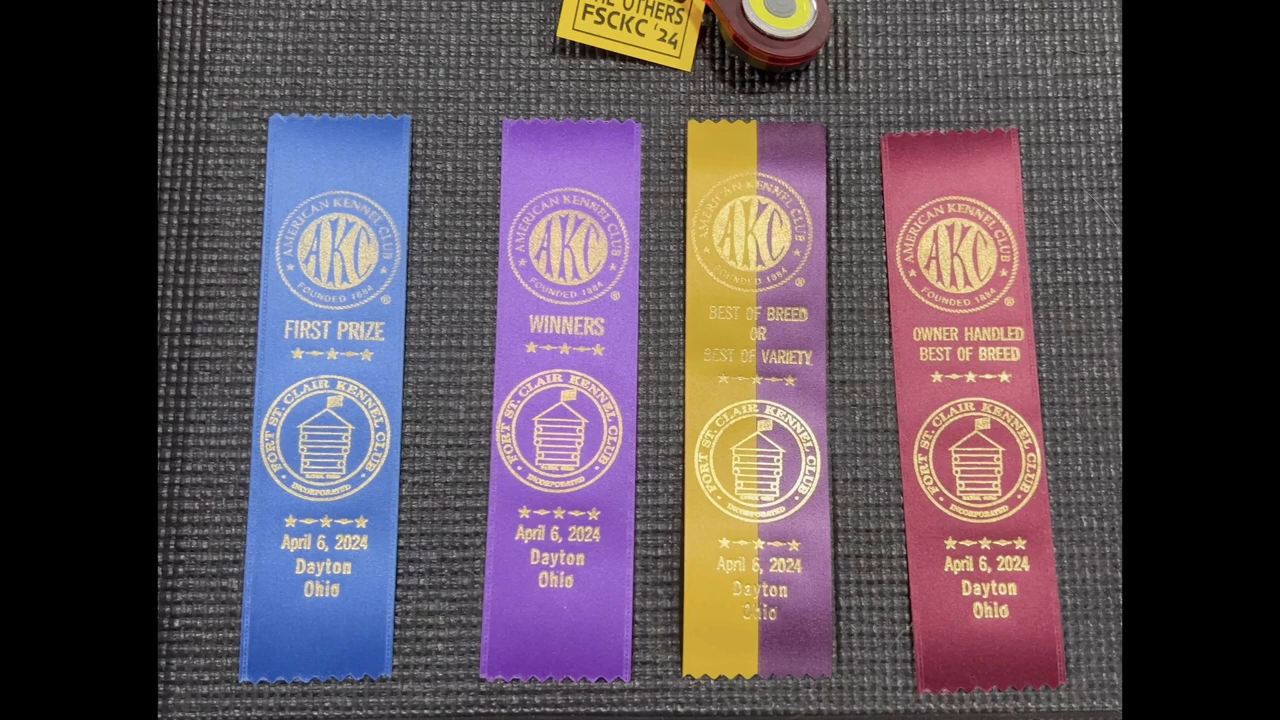 THE OTHERS
FSCKC '24
AMERICAN KENNEL CLUB
AKC
FOUNDED 1884
®
FIRST PRIZE
FORT ST. CLAIR KENNEL CLUB
INCORPORATED
April 6, 2024
Dayton
Ohio
AMERICAN KENNEL CLUB
AKC
FOUNDED 1884
®
WINNERS
FORT ST. CLAIR KENNEL CLUB
INCORPORATED
April 6, 2024
Dayton
Ohio
AMERICAN KENNEL CLUB
AKC
FOUNDED 1884
®
BEST OF BREED
OR
BEST OF VARIETY
FORT ST. CLAIR KENNEL CLUB
INCORPORATED
April 6, 2024
Dayton
Ohio
AMERICAN KENNEL CLUB
AKC
FOUNDED 1884
®
OWNER HANDLED
BEST OF BREED
FORT ST. CLAIR KENNEL CLUB
INCORPORATED
April 6, 2024
Dayton
Ohio